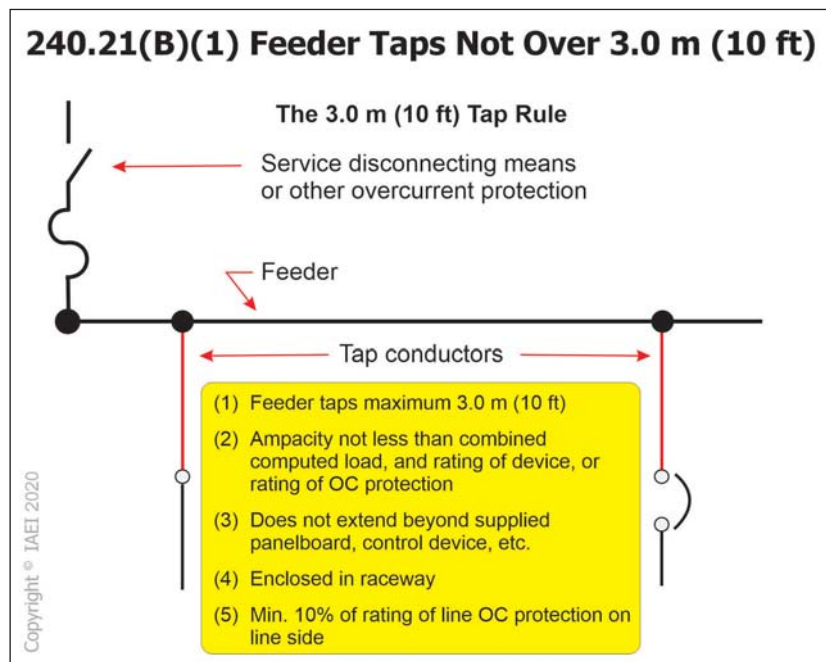 240.21(B)(1) Feeder Taps Not Over 3.0 m (10 ft)
The 3.0 m (10 ft) Tap Rule
Service disconnecting means
or other overcurrent protection
Feeder
Tap conductors
(1) Feeder taps maximum 3.0 m (10 ft)
(2) Ampacity not less than combined
computed load, and rating of device, or
rating of OC protection
(3) Does not extend beyond supplied
panelboard, control device, etc.
(4) Enclosed in raceway
(5) Min. 10% of rating of line OC protection on
line side
Copyright © IAEI 2020